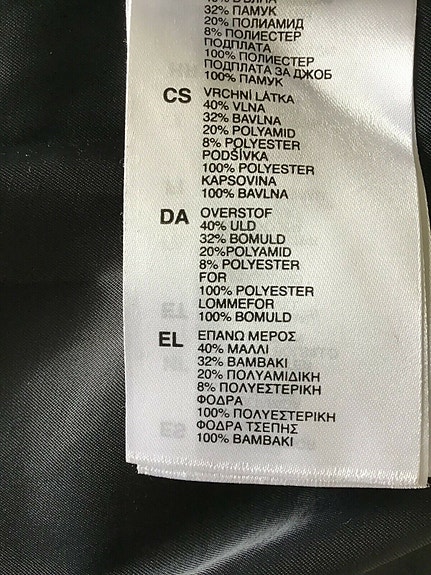 32% ПАМУК
20% ПОЛИАМИД
8% ПОЛИЕСТЕР
ПОДПЛАТА
100% ПОЛИЕСТЕР
ПОДПЛАТА ЗА ДЖОБ
100% ПАМУК
CS VRCHNÍ LÁTKA
40% VLNA
32% BAVLNA
20% POLYAMID
8% POLYESTER
PODŠÍVKA
100% POLYESTER
KAPSOVINA
100% BAVLNA
DA OVERSTOF
40% ULD
32% BOMULD
20%POLYAMID
8% POLYESTER
FOR
100% POLYESTER
LOMMEFOR
100% BOMULD
EL ΕΠΑΝΩ ΜΕΡΟΣ
40% ΜΑΛΛΙ
32% ΒΑΜΒΑΚΙ
20% ΠΟΛΥΑΜΙΔΙΚΗ
8% ΠΟΛΥΕΣΤΕΡΙΚΗ
ΦΟΔΡΑ
100% ΠΟΛΥΕΣΤΕΡΙΚΗ
ΦΟΔΡΑ ΤΣΕΠΗΣ
100% ΒΑΜΒΑΚΙ